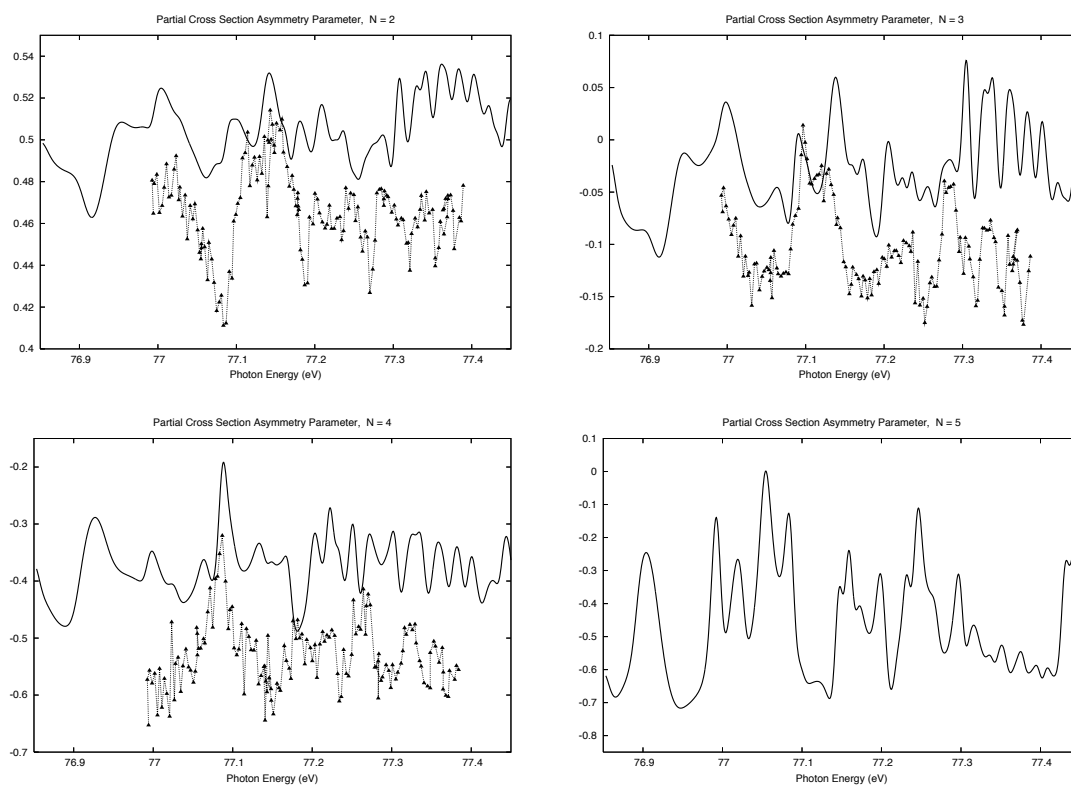 Partial Cross Section Asymmetry Parameter, N = 2
0.54
0.52
0.5
0.48
0.46
0.44
0.42
0.4
76.9 77 77.1 77.2 77.3 77.4
Photon Energy (eV)
Partial Cross Section Asymmetry Parameter, N = 3
0.1
0.05
0
-0.05
-0.1
-0.15
-0.2
76.9 77 77.1 77.2 77.3 77.4
Photon Energy (eV)
Partial Cross Section Asymmetry Parameter, N = 4
-0.2
-0.3
-0.4
-0.5
-0.6
-0.7
76.9 77 77.1 77.2 77.3 77.4
Photon Energy (eV)
Partial Cross Section Asymmetry Parameter, N = 5
0.1
0
-0.1
-0.2
-0.3
-0.4
-0.5
-0.6
-0.7
-0.8
76.9 77 77.1 77.2 77.3 77.4
Photon Energy (eV)